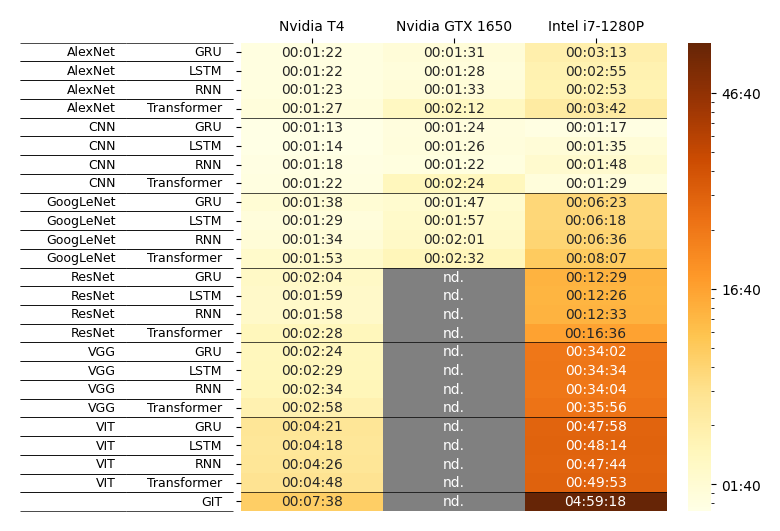 Nvidia T4 Nvidia GTX 1650 Intel i7-1280P
AlexNet GRU 00:01:22 00:01:31 00:03:13
AlexNet LSTM 00:01:22 00:01:28 00:02:55
AlexNet RNN 00:01:23 00:01:33 00:02:53
AlexNet Transformer 00:01:27 00:02:12 00:03:42
CNN GRU 00:01:13 00:01:24 00:01:17
CNN LSTM 00:01:14 00:01:26 00:01:35
CNN RNN 00:01:18 00:01:22 00:01:48
CNN Transformer 00:01:22 00:02:24 00:01:29
GoogLeNet GRU 00:01:38 00:01:47 00:06:23
GoogLeNet LSTM 00:01:29 00:01:57 00:06:18
GoogLeNet RNN 00:01:34 00:02:01 00:06:36
GoogLeNet Transformer 00:01:53 00:02:32 00:08:07
ResNet GRU 00:02:04 nd. 00:12:29
ResNet LSTM 00:01:59 nd. 00:12:26
ResNet RNN 00:01:58 nd. 00:12:33
ResNet Transformer 00:02:28 nd. 00:16:36
VGG GRU 00:02:24 nd. 00:34:02
VGG LSTM 00:02:29 nd. 00:34:34
VGG RNN 00:02:34 nd. 00:34:04
VGG Transformer 00:02:58 nd. 00:35:56
VIT GRU 00:04:21 nd. 00:47:58
VIT LSTM 00:04:18 nd. 00:48:14
VIT RNN 00:04:26 nd. 00:47:44
VIT Transformer 00:04:48 nd. 00:49:53
GIT 00:07:38 nd. 04:59:18
46:40
16:40
01:40